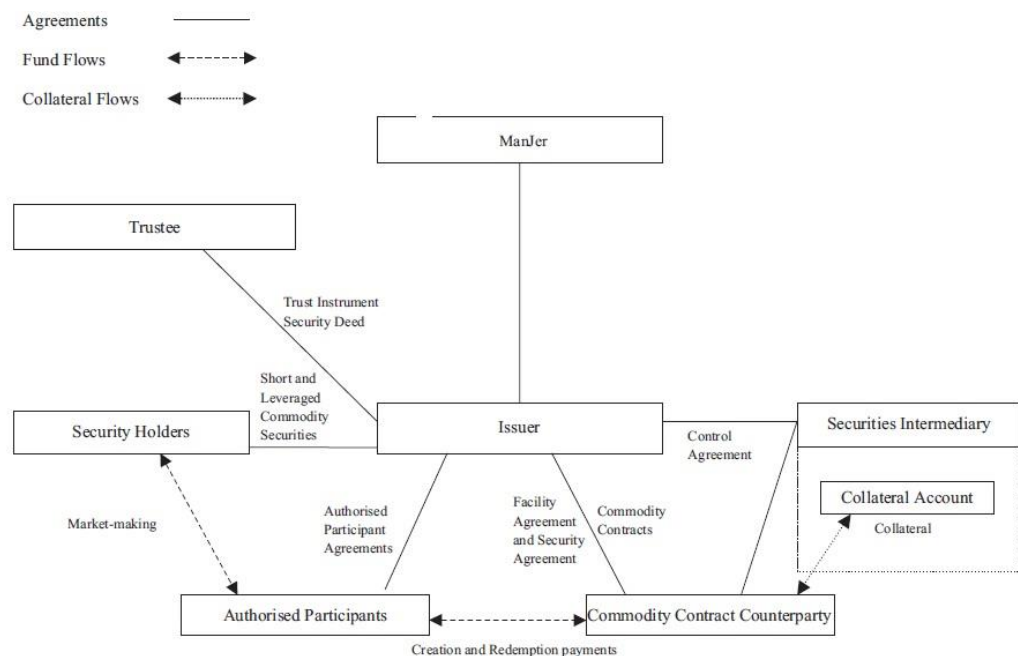 Agreements
Fund Flows
Collateral Flows
ManJer
Trustee
Trust Instrument
Security Deed
Short and
Leveraged
Commodity
Securities
Security Holders
Issuer
Securities Intermediary
Control
Agreement
Collateral Account
Collateral
Market-making
Authorised
Participant
Agreements
Facility
Agreement
and Security
Agreement
Commodity
Contracts
Authorised Participants
Commodity Contract Counterparty
Creation and Redemption payments